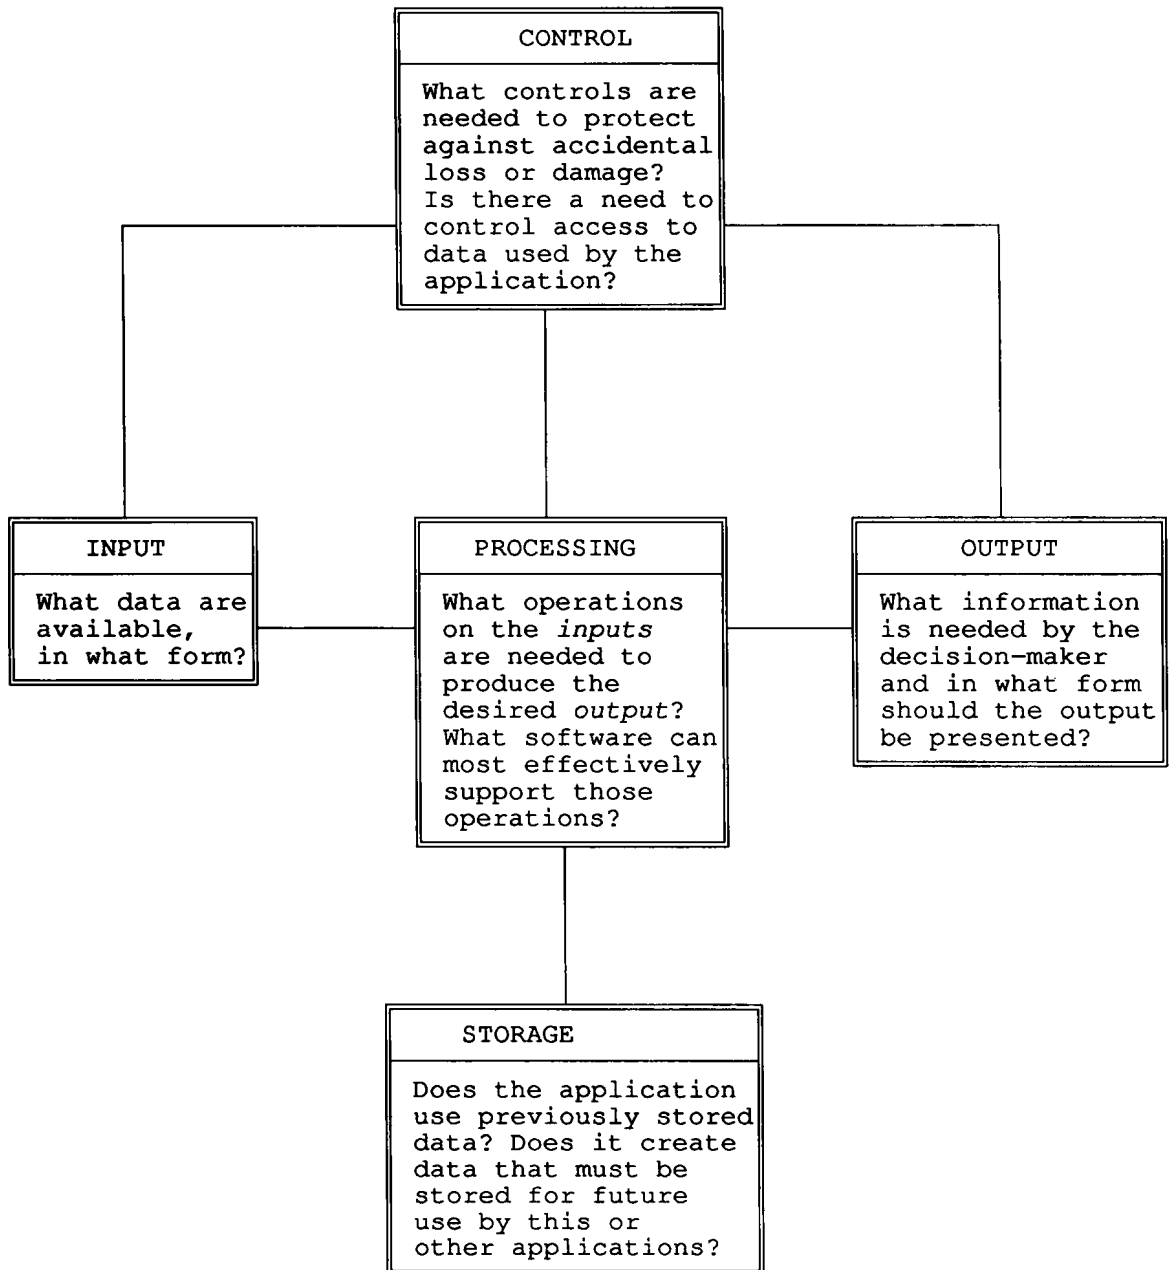 CONTROL
What controls are
needed to protect
against accidental
loss or damage?
Is there a need to
control access to
data used by the
application?
INPUT
What data are
available,
in what form?
PROCESSING
What operations
on the inputs
are needed to
produce the
desired output?
What software can
most effectively
support those
operations?
OUTPUT
What information
is needed by the
decision-maker
and in what form
should the output
be presented?
STORAGE
Does the application
use previously stored
data? Does it create
data that must be
stored for future
use by this or
other applications?